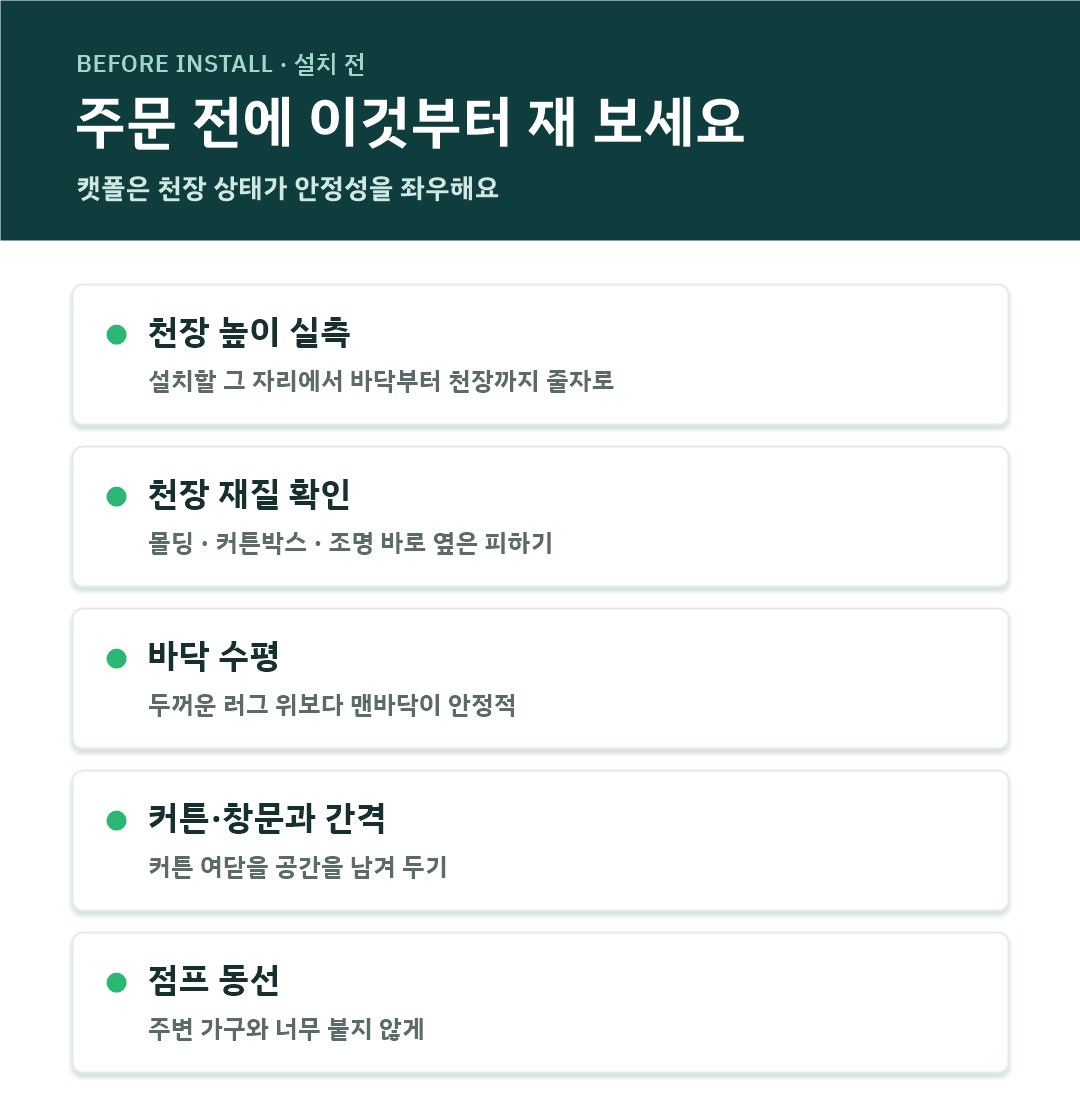 BEFORE INSTALL · 설치 전
주문 전에 이것부터 재 보세요
캣폴은 천장 상태가 안정성을 좌우해요
천장 높이 실측
설치할 그 자리에서 바닥부터 천장까지 줄자로
천장 재질 확인
몰딩 · 커튼박스 · 조명 바로 옆은 피하기
바닥 수평
두꺼운 러그 위보다 맨바닥이 안정적
커튼·창문과 간격
커튼 여닫을 공간을 남겨 두기
점프 동선
주변 가구와 너무 붙지 않게